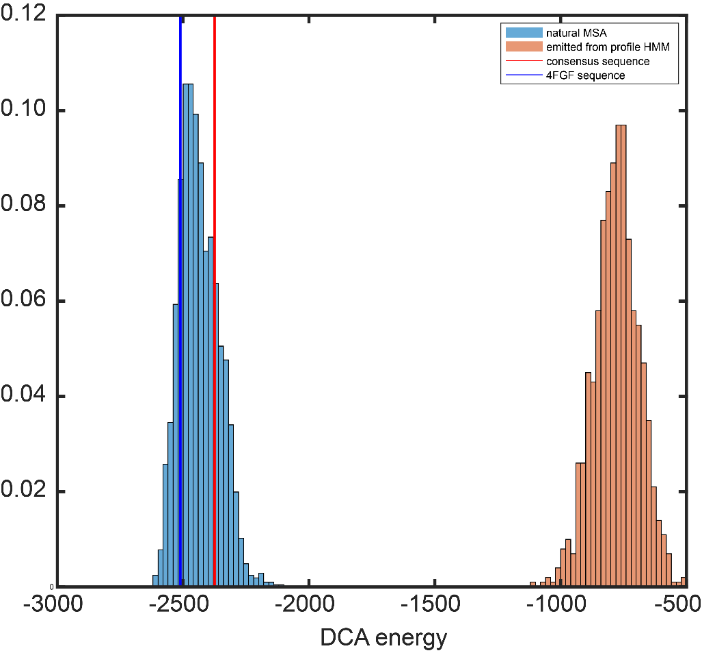 0.12
0.10
0.08
0.06
0.04
0.02
0
-3000 -2500 -2000 -1500 -1000 -500
DCA energy
natural MSA
emitted from profile HMM
consensus sequence
4FGF sequence